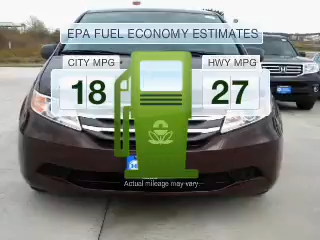 EPA FUEL ECONOMY ESTIMATES
CITY MPG HWY MPG
18 27
Actual mileage may vary